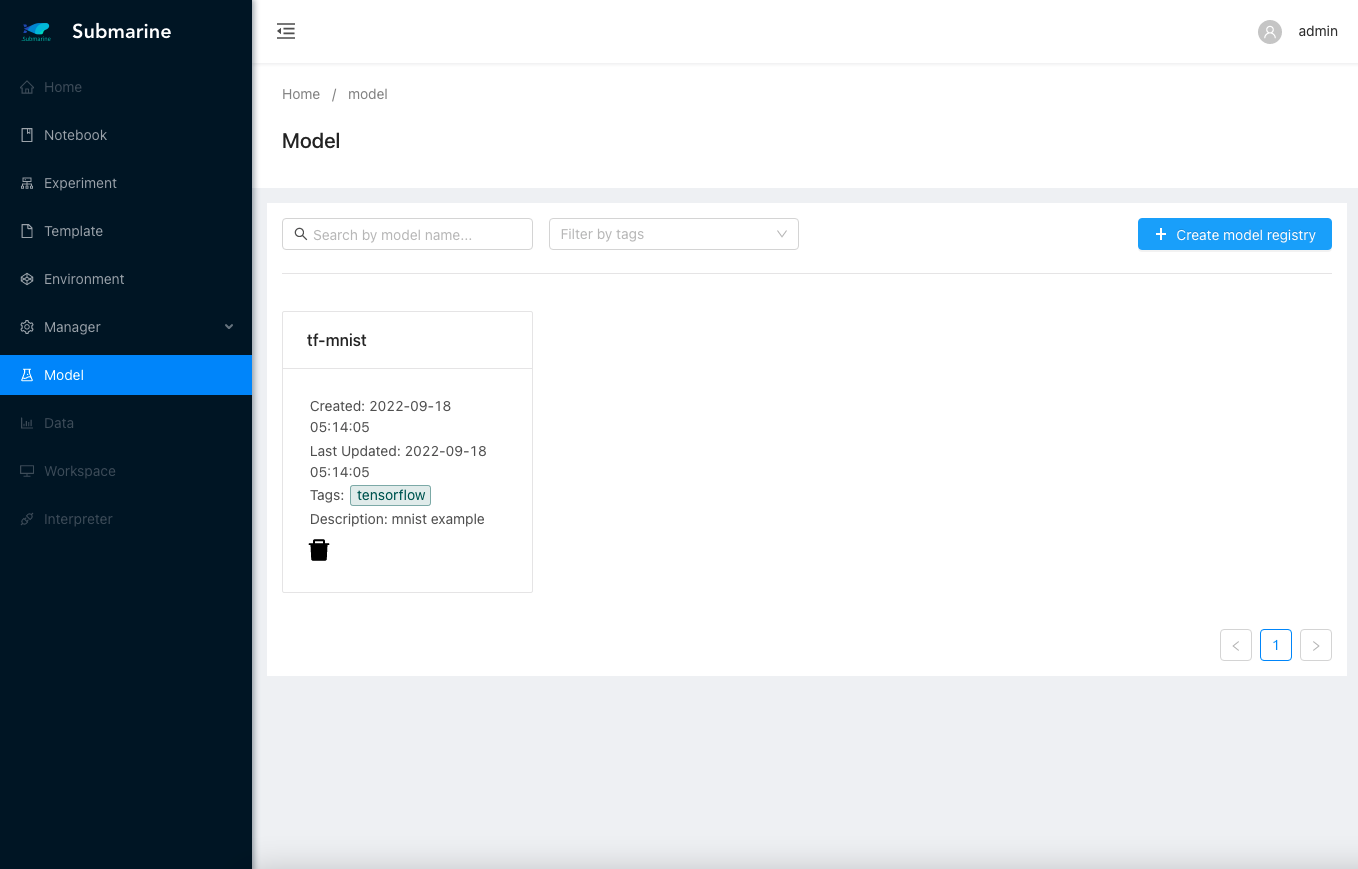 Submarine
Submarine
admin
Home
Notebook
Experiment
Template
Environment
Manager
Model
Data
Workspace
Interpreter
Home / model
Model
Search by model name...
Filter by tags
Create model registry
tf-mnist
Created: 2022-09-18
05:14:05
Last Updated: 2022-09-18
05:14:05
Tags: tensorflow
Description: mnist example
1